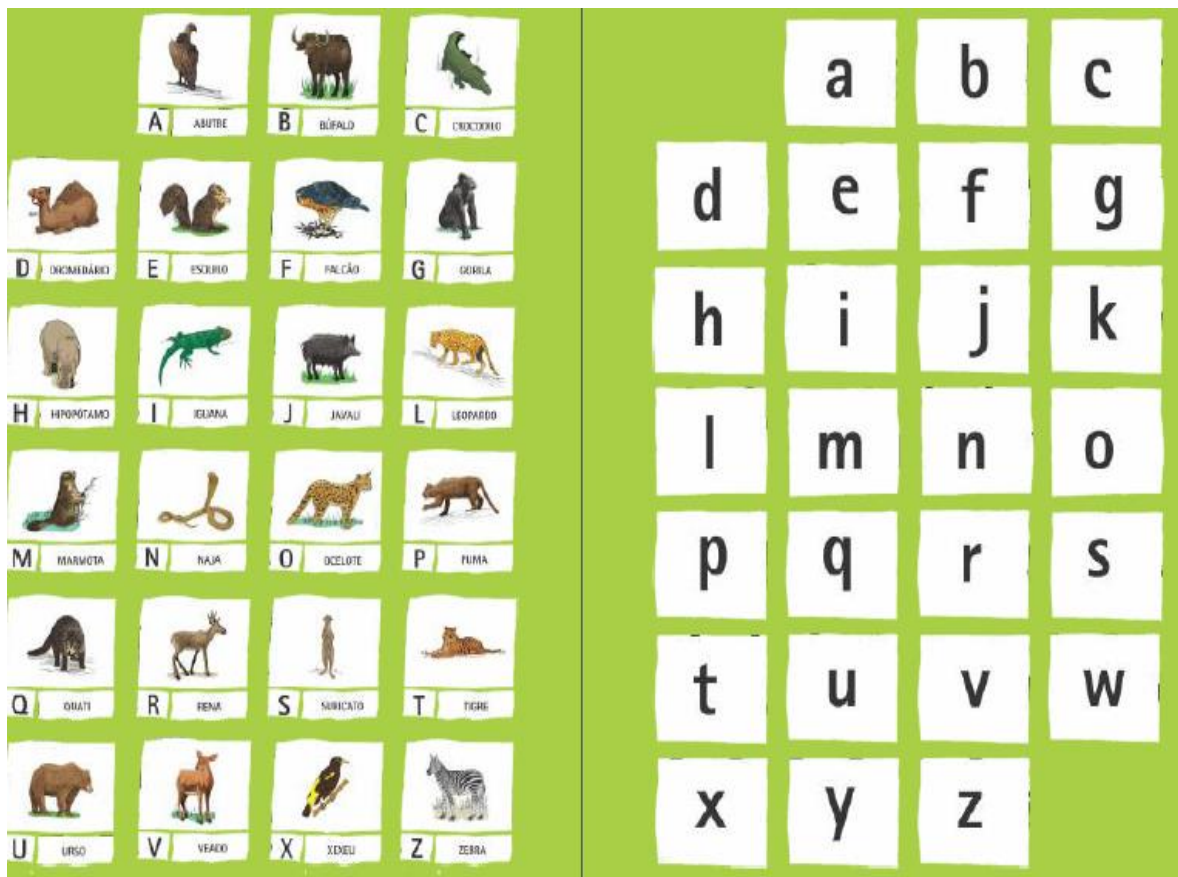 A ABUTRE B BÚFALO C CROCODILO
D DROMEDÁRIO E ESQUILO F FALCÃO G GORILA
H HIPOPÓTAMO I IGUANA J JAVALI L LEOPARDO
M MARMOTA N NAJA O OCELOTE P PUMA
Q QUATI R RENA S SURICATO T TIGRE
U URSO V VEADO X XEXEU Z ZEBRA
a b c
d e f g
h i j k
l m n o
p q r s
t u v w
x y z